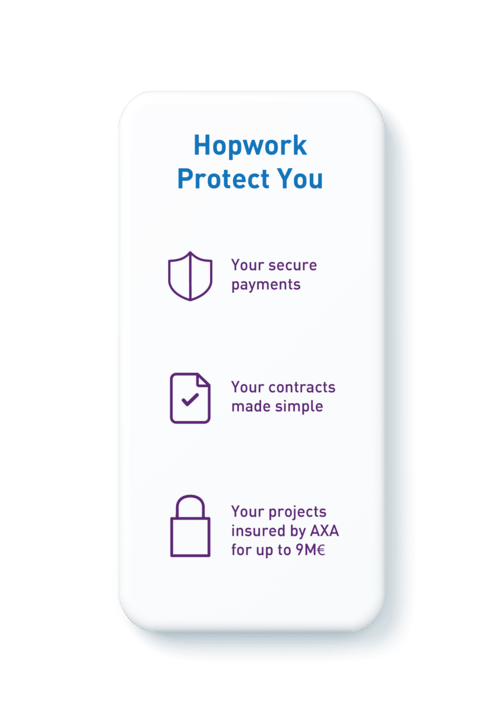 Hopwork
Protect You
Your secure
payments
Your contracts
made simple
Your projects
insured by AXA
for up to 9M€